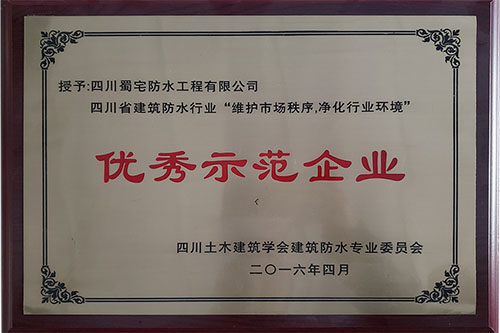 授予:四川蜀宅防水工程有限公司
四川省建筑防水行业“维护市场秩序,净化行业环境”
优秀示范企业
四川土木建筑学会建筑防水专业委员会
二〇一六年四月